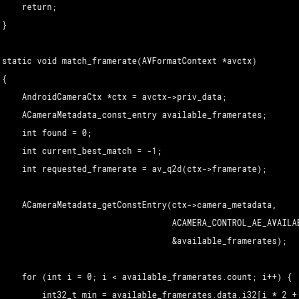 return;
}

static void match_framerate(AVFormatContext *avctx)
{
    AndroidCameraCtx *ctx = avctx->priv_data;
    ACameraMetadata_const_entry available_framerates;
    int found = 0;
    int current_best_match = -1;
    int requested_framerate = av_q2d(ctx->framerate);

    ACameraMetadata_getConstEntry(ctx->camera_metadata,
                                  ACAMERA_CONTROL_AE_AVAILAB
                                  &available_framerates);

    for (int i = 0; i < available_framerates.count; i++) {
        int32_t min = available_framerates.data.i32[i * 2 +